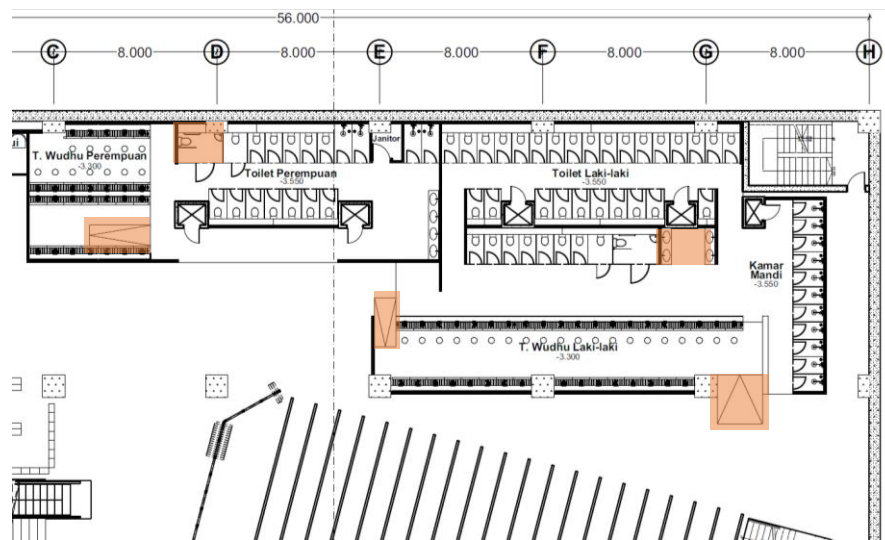 56.000
C 8.000 D 8.000 E 8.000 F 8.000 G 8.000 H
ui
T. Wudhu Perempuan
-3.300
Janitor
Toilet Perempuan
-3.550
Toilet Laki-laki
-3.550
Kamar
Mandi
-3.550
T. Wudhu Laki-laki
-3.300